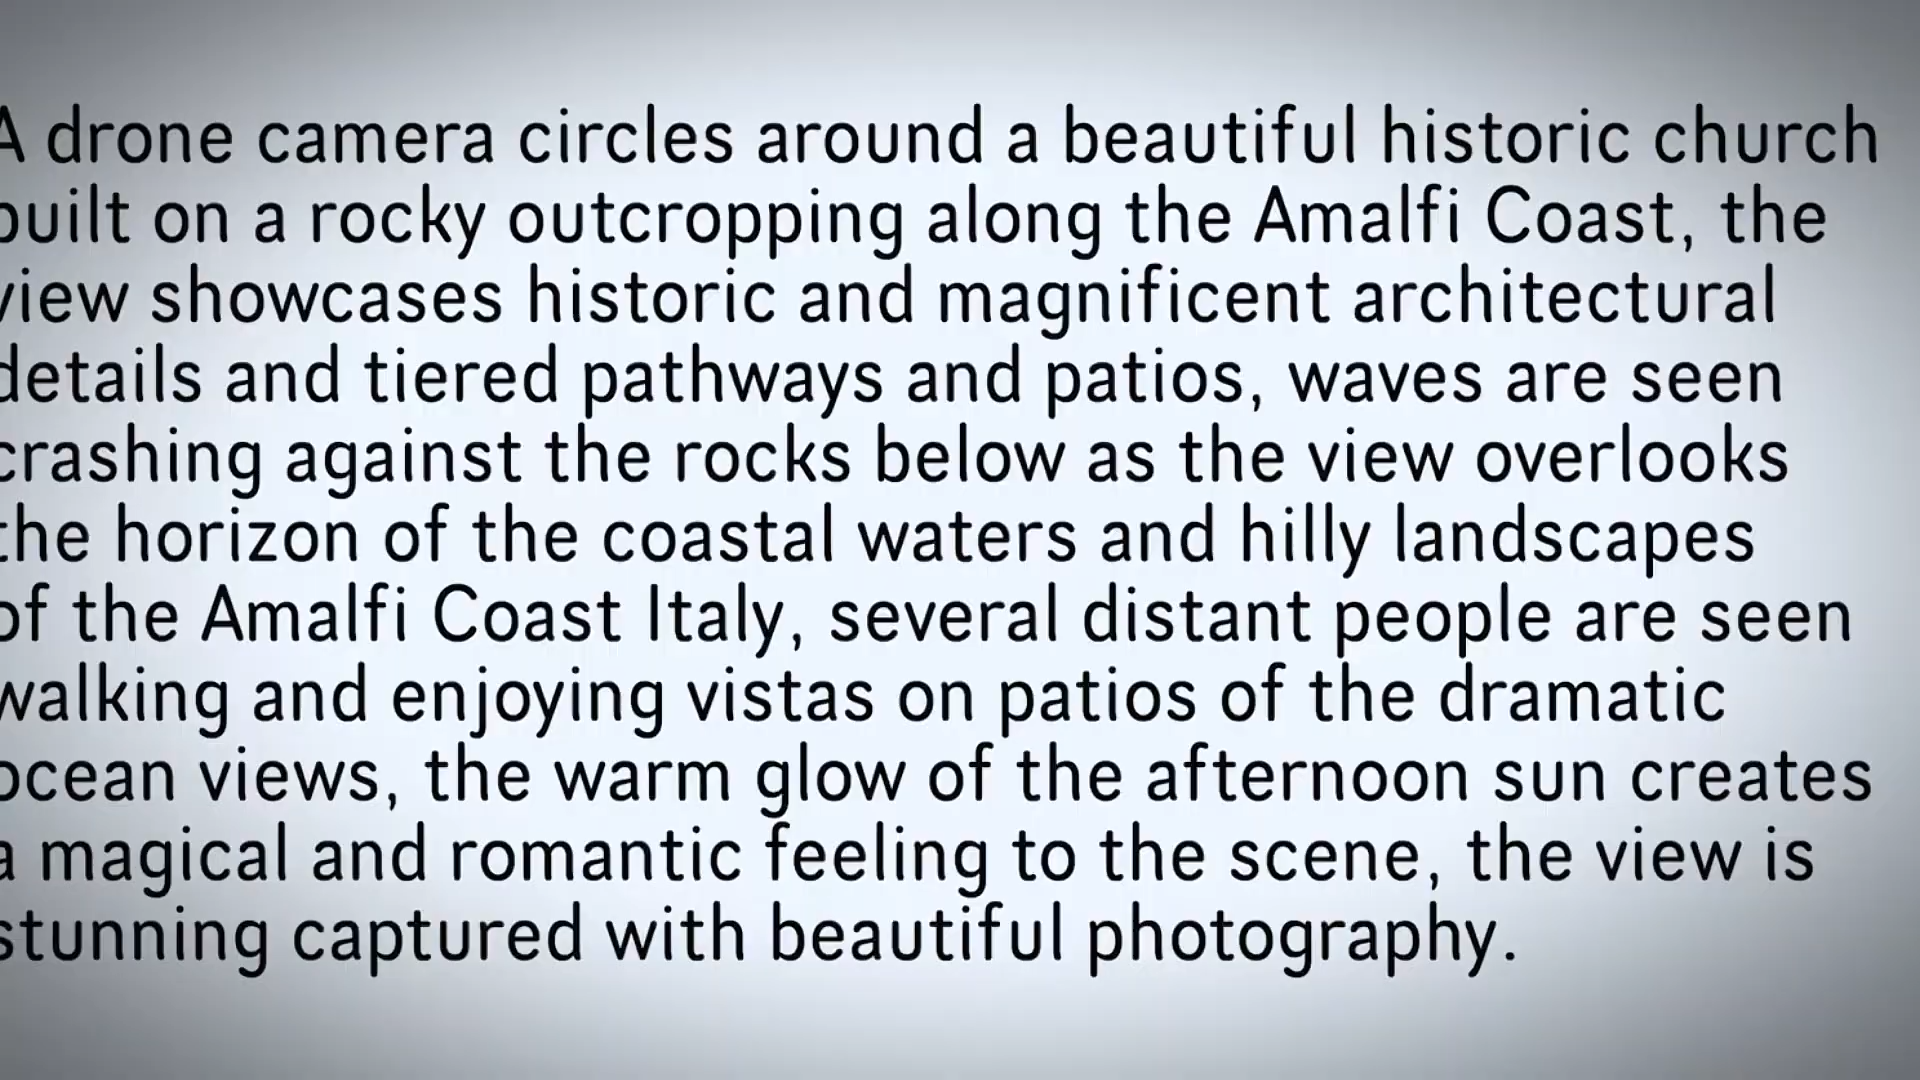 A drone camera circles around a beautiful historic church
built on a rocky outcropping along the Amalfi Coast, the
view showcases historic and magnificent architectural
details and tiered pathways and patios, waves are seen
crashing against the rocks below as the view overlooks
the horizon of the coastal waters and hilly landscapes
of the Amalfi Coast Italy, several distant people are seen
walking and enjoying vistas on patios of the dramatic
ocean views, the warm glow of the afternoon sun creates
a magical and romantic feeling to the scene, the view is
stunning captured with beautiful photography.